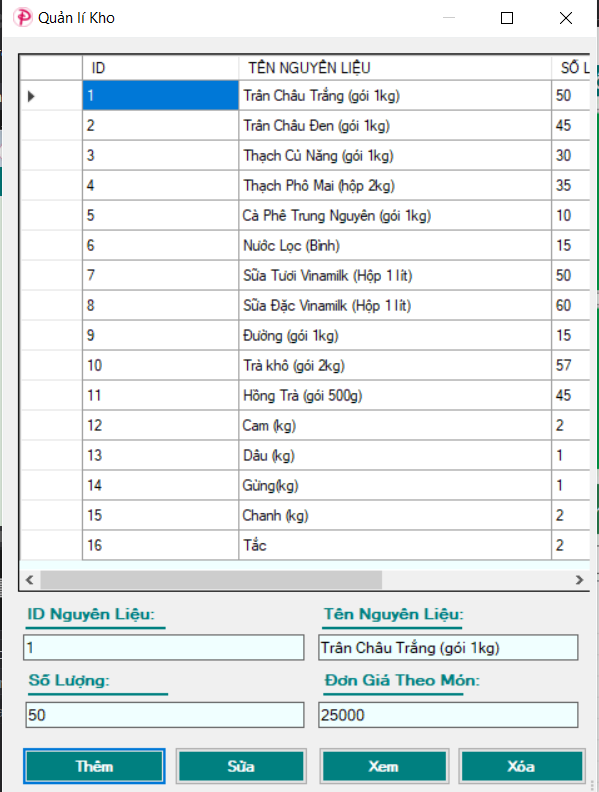 Quản lí Kho
ID TÊN NGUYÊN LIỆU SỐ L
1 Trân Châu Trắng (gói 1kg) 50
2 Trân Châu Đen (gói 1kg) 45
3 Thạch Củ Năng (gói 1kg) 30
4 Thạch Phô Mai (hộp 2kg) 35
5 Cà Phê Trung Nguyên (gói 1kg) 10
6 Nước Lọc (Bình) 15
7 Sữa Tươi Vinamilk (Hộp 1 lít) 50
8 Sữa Đặc Vinamilk (Hộp 1 lít) 60
9 Đường (gói 1kg) 15
10 Trà khô (gói 2kg) 57
11 Hồng Trà (gói 500g) 45
12 Cam (kg) 2
13 Dâu (kg) 1
14 Gừng(kg) 1
15 Chanh (kg) 2
16 Tắc 2
ID Nguyên Liệu: Tên Nguyên Liệu:
1 Trân Châu Trắng (gói 1kg)
Số Lượng: Đơn Giá Theo Món:
50 25000
Thêm Sửa Xem Xóa